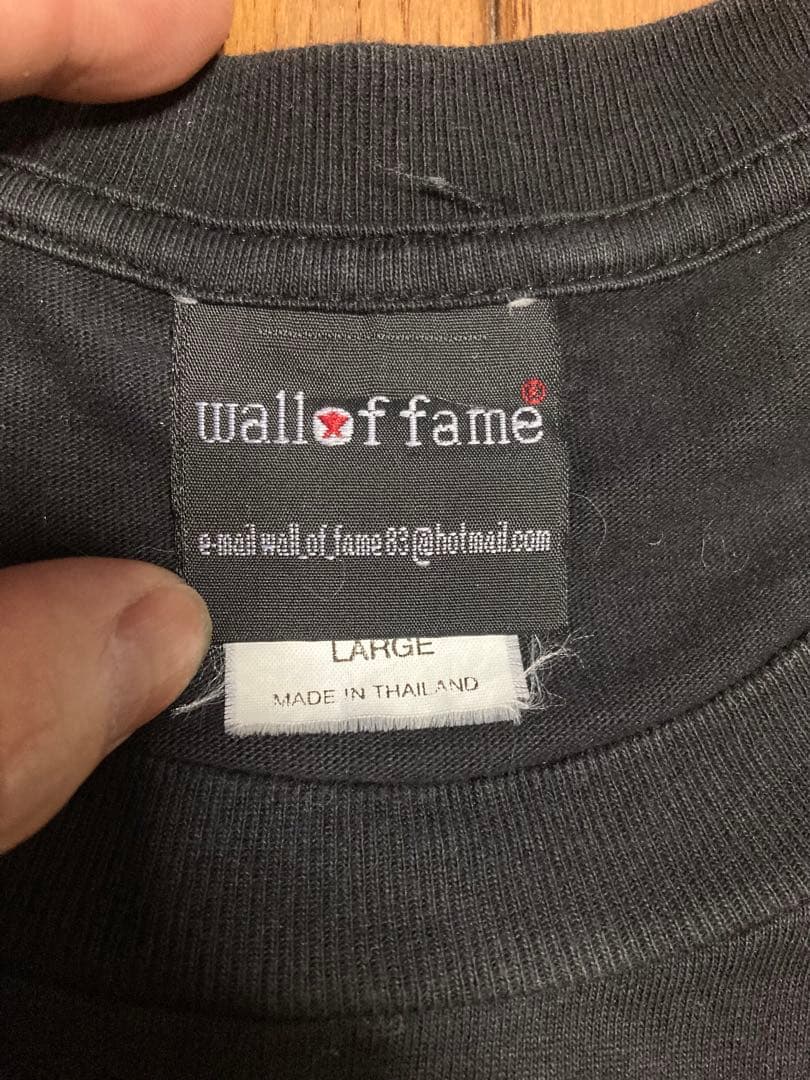 wall of fame®
e-mail wall_of_fame83@hotmail.com
LARGE
MADE IN THAILAND